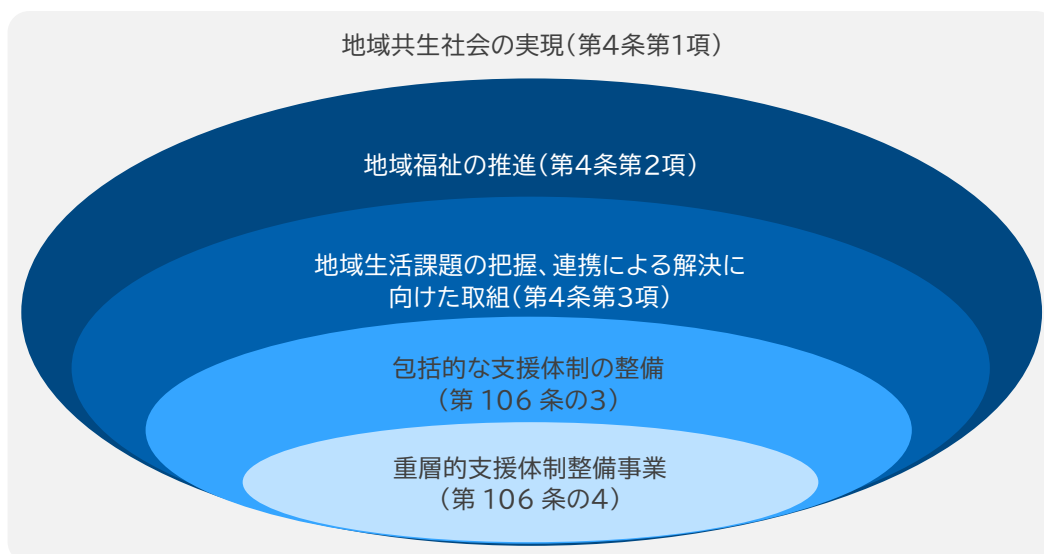 地域共生社会の実現（第4条第1項）
地域福祉の推進（第4条第2項）
地域生活課題の把握、連携による解決に
向けた取組（第4条第3項）
包括的な支援体制の整備
（第 106 条の3）
重層的支援体制整備事業
（第 106 条の4）